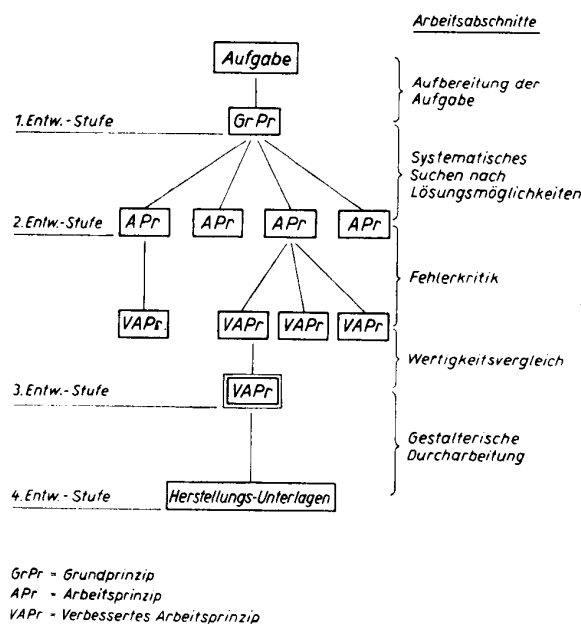 Arbeitsabschnitte
Aufgabe
Aufbereitung der
Aufgabe
1. Entw.-Stufe
GrPr
Systematisches
Suchen nach
Lösungsmöglichkeiten
2. Entw.-Stufe
APr APr APr APr
Fehlerkritik
VAPr VAPr VAPr VAPr
Wertigkeitsvergleich
3. Entw.-Stufe
VAPr
Gestalterische
Durcharbeitung
4. Entw.-Stufe
Herstellungs-Unterlagen
GrPr = Grundprinzip
APr = Arbeitsprinzip
VAPr = Verbessertes Arbeitsprinzip